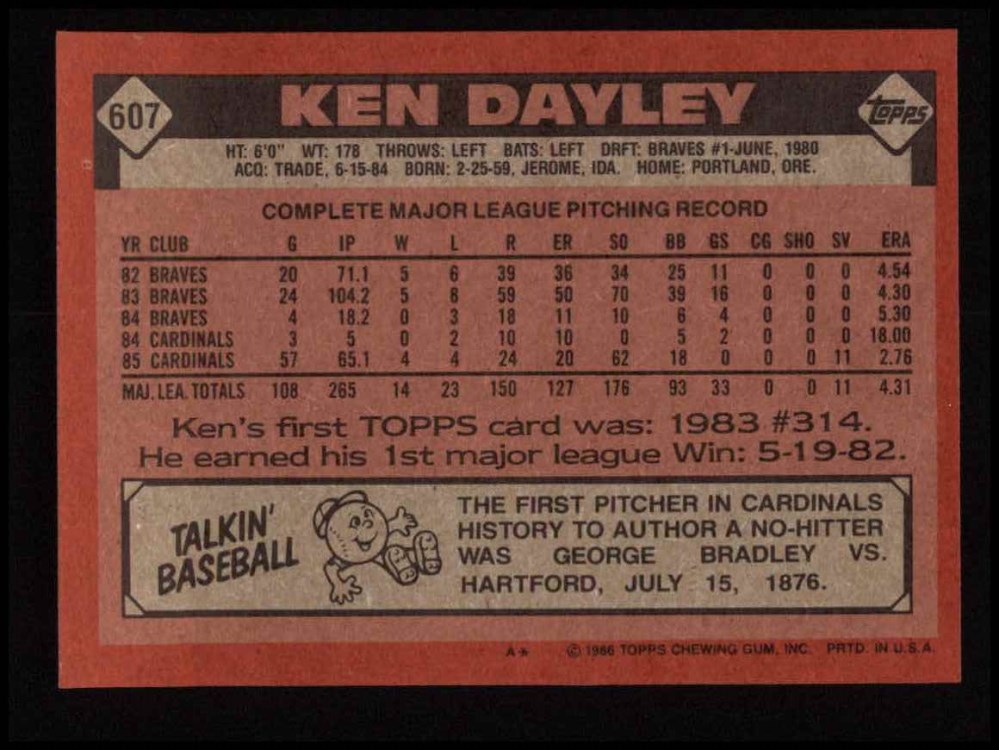 607 KEN DAYLEY topps
HT: 6'0" WT: 178 THROWS: LEFT BATS: LEFT DRFT: BRAVES #1-JUNE, 1980
ACQ: TRADE, 6-15-84 BORN: 2-25-59, JEROME, IDA. HOME: PORTLAND, ORE.
COMPLETE MAJOR LEAGUE PITCHING RECORD
YR CLUB G IP W L R ER SO BB GS CG SHO SV ERA
82 BRAVES 20 71.1 5 6 39 36 34 25 11 0 0 0 4.54
83 BRAVES 24 104.2 5 8 59 50 70 39 16 0 0 0 4.30
84 BRAVES 4 18.2 0 3 18 11 10 6 4 0 0 0 5.30
84 CARDINALS 3 5 0 2 10 10 0 5 2 0 0 0 18.00
85 CARDINALS 57 65.1 4 4 24 20 62 18 0 0 0 11 2.76
MAJ. LEA. TOTALS 108 265 14 23 150 127 176 93 33 0 0 11 4.31
Ken's first TOPPS card was: 1983 #314.
He earned his 1st major league Win: 5-19-82.
TALKIN'
BASEBALL
THE FIRST PITCHER IN CARDINALS
HISTORY TO AUTHOR A NO-HITTER
WAS GEORGE BRADLEY VS.
HARTFORD, JULY 15, 1876.
A* © 1986 TOPPS CHEWING GUM, INC. PRTD. IN U.S.A.